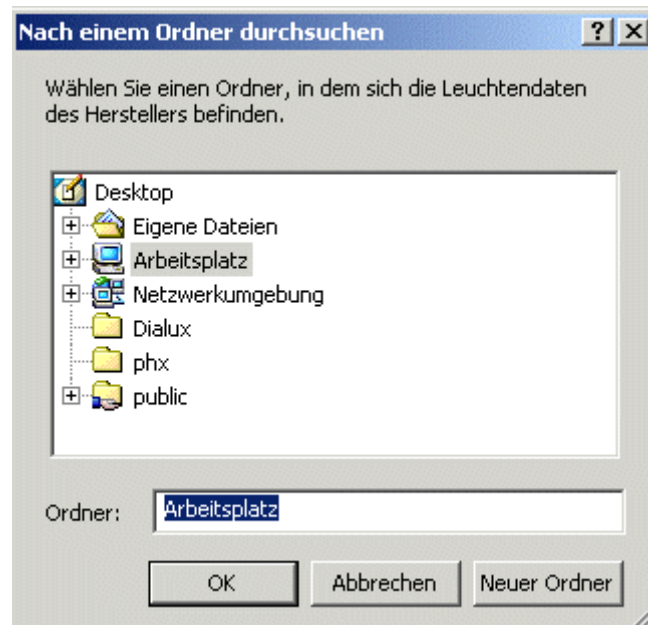 Nach einem Ordner durchsuchen
Wählen Sie einen Ordner, in dem sich die Leuchtendaten
des Herstellers befinden.
Desktop
Eigene Dateien
Arbeitsplatz
Netzwerkumgebung
Dialux
phx
public
Ordner: Arbeitsplatz
OK Abbrechen Neuer Ordner